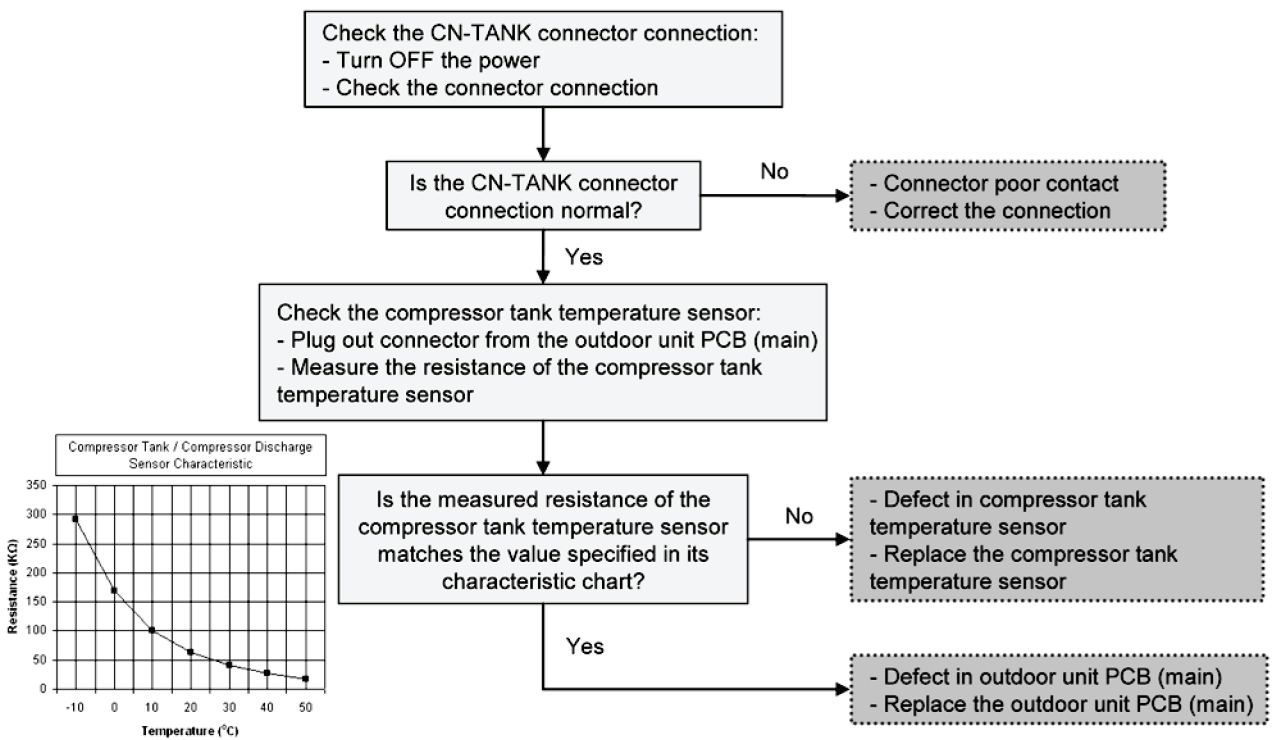 Check the CN-TANK connector connection:
- Turn OFF the power
- Check the connector connection
Is the CN-TANK connector
connection normal?
No
- Connector poor contact
- Correct the connection
Yes
Check the compressor tank temperature sensor:
- Plug out connector from the outdoor unit PCB (main)
- Measure the resistance of the compressor tank
temperature sensor
Compressor Tank / Compressor Discharge
Sensor Characteristic
Resistance (KΩ)
350
300
250
200
150
100
50
0
-10 0 10 20 30 40 50
Temperature (°C)
Is the measured resistance of the
compressor tank temperature sensor
matches the value specified in its
characteristic chart?
No
- Defect in compressor tank
temperature sensor
- Replace the compressor tank
temperature sensor
Yes
- Defect in outdoor unit PCB (main)
- Replace the outdoor unit PCB (main)